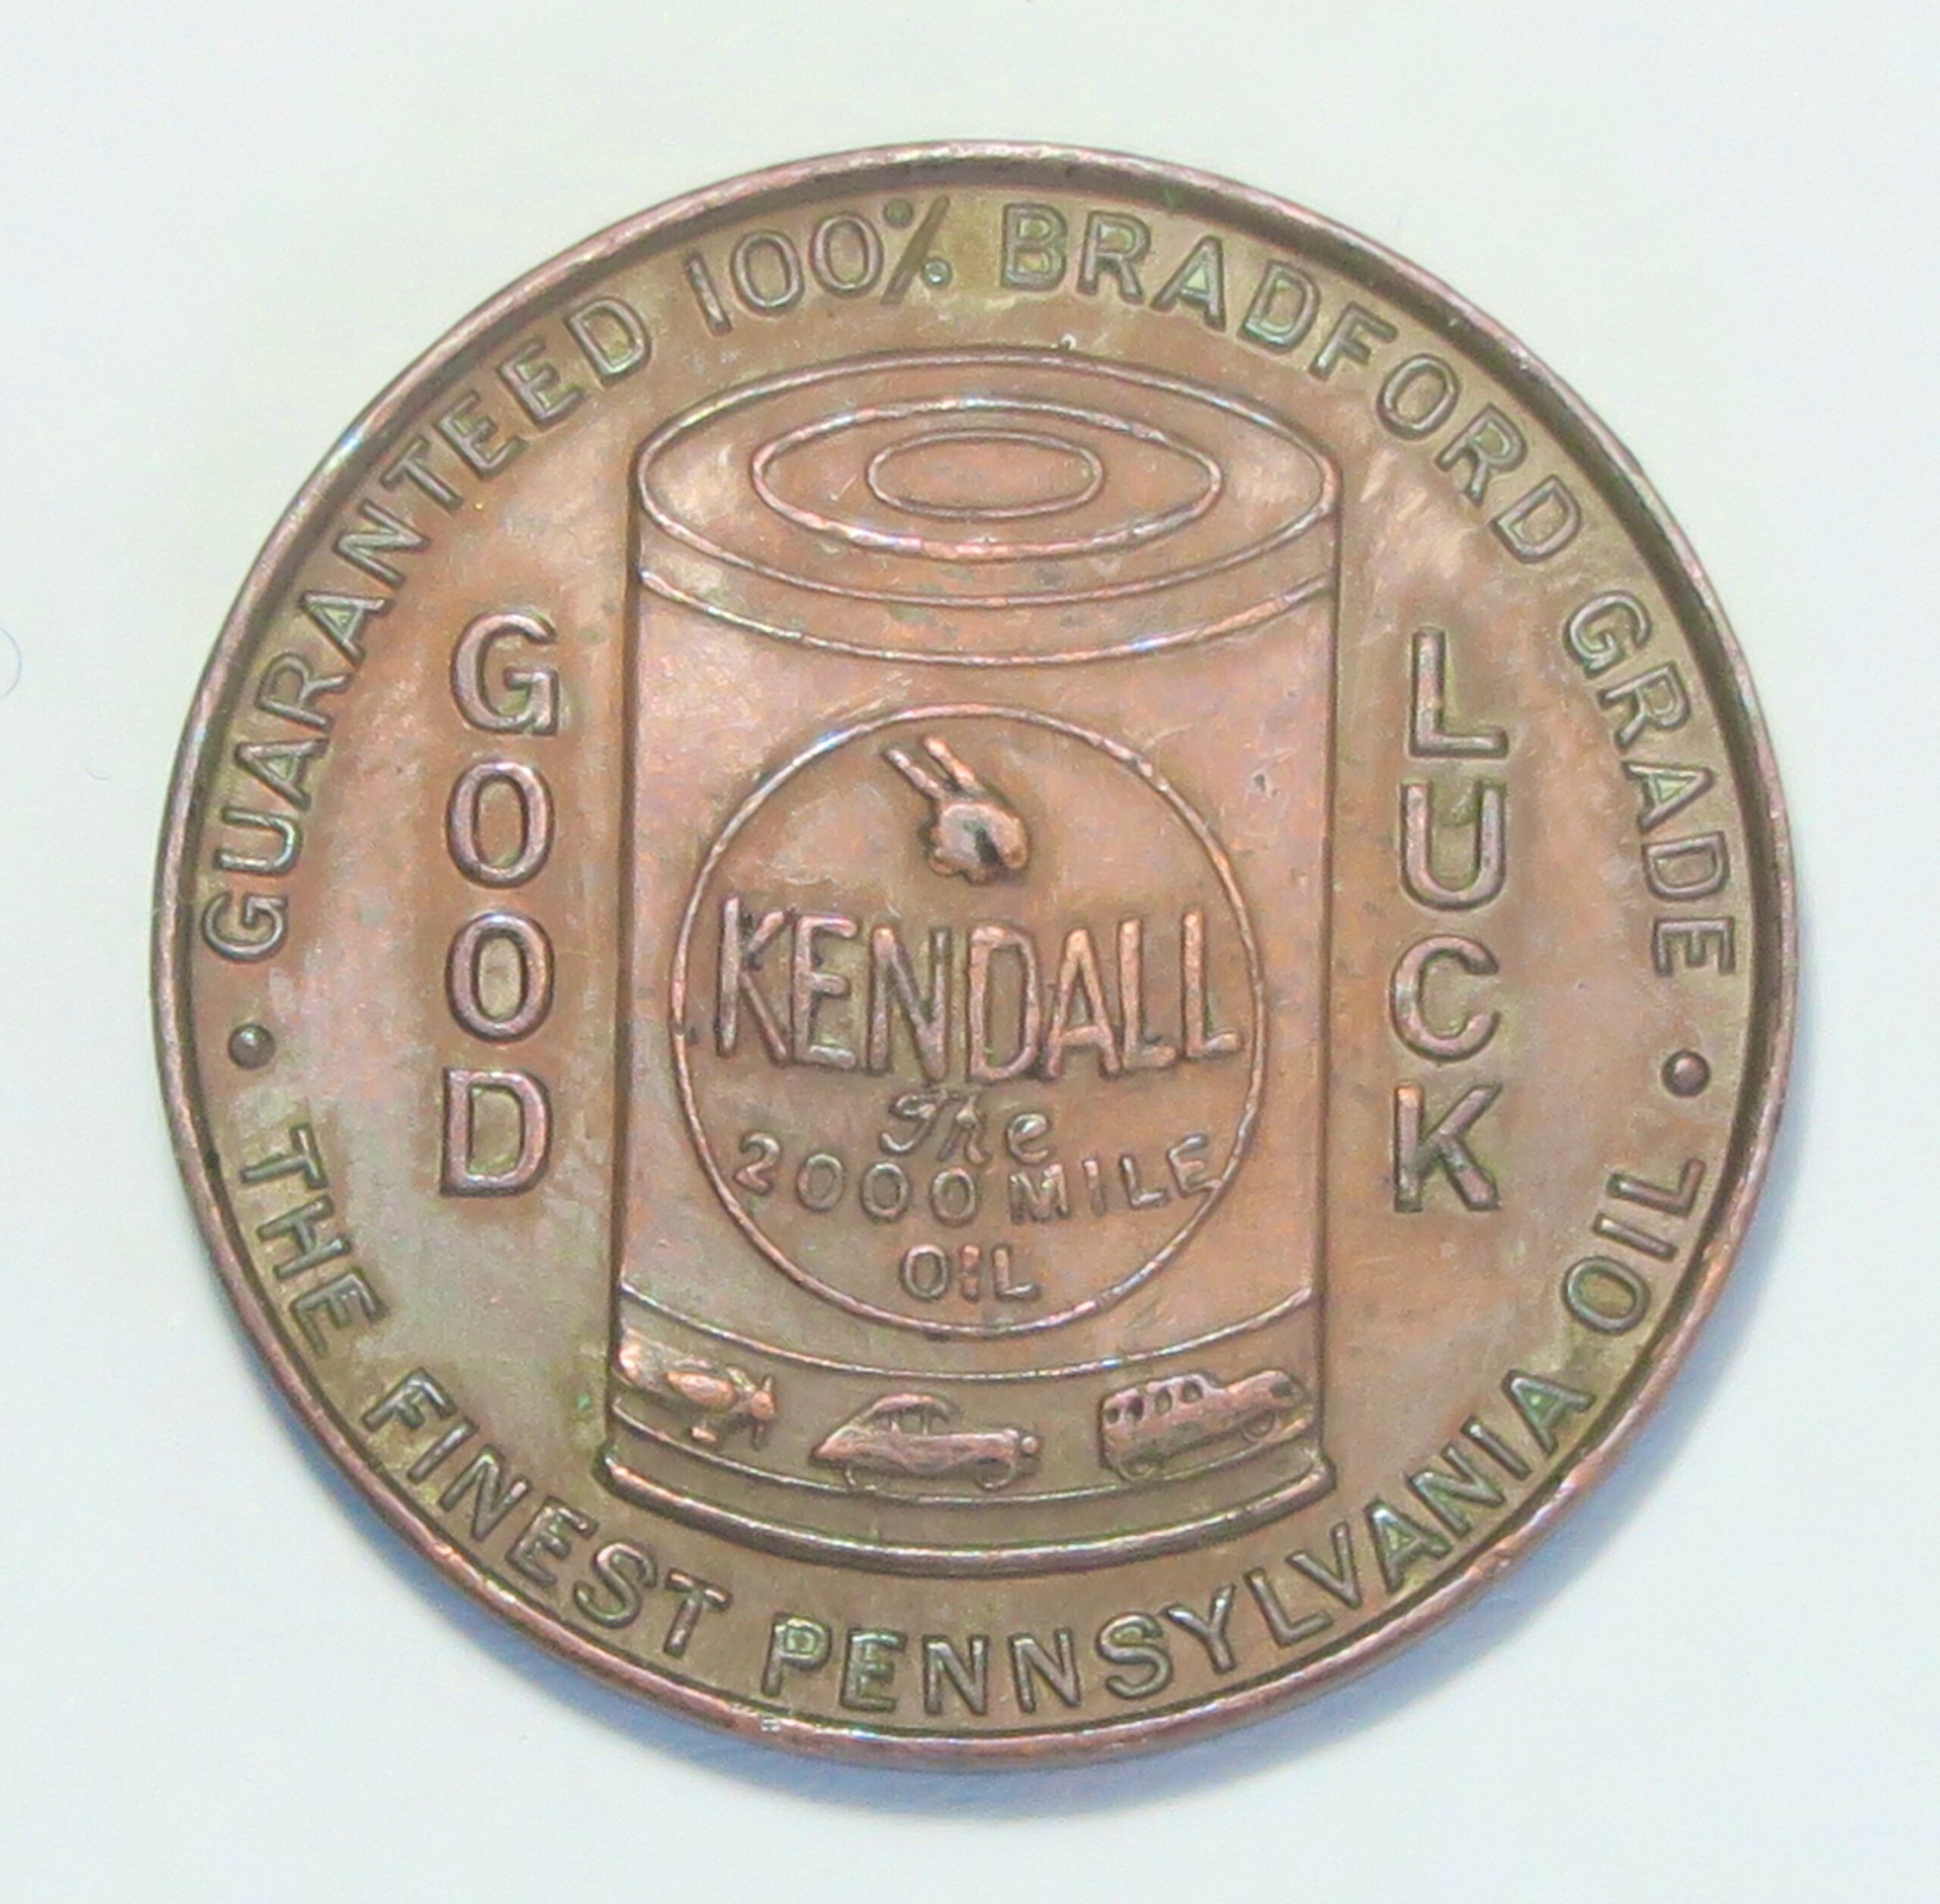 GUARANTEED 100% BRADFORD GRADE
GOOD
LUCK
KENDALL
The
2000 MILE
OIL
• THE FINEST PENNSYLVANIA OIL •